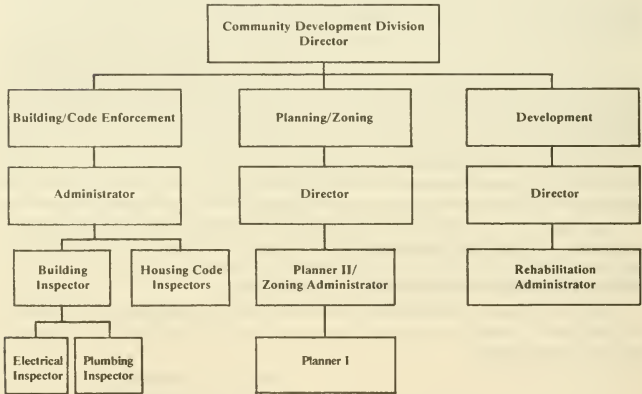 Community Development Division
Director
Building/Code Enforcement
Planning/Zoning
Development
Administrator
Director
Director
Building
Inspector
Housing Code
Inspectors
Planner II/
Zoning Administrator
Rehabilitation
Administrator
Electrical
Inspector
Plumbing
Inspector
Planner I